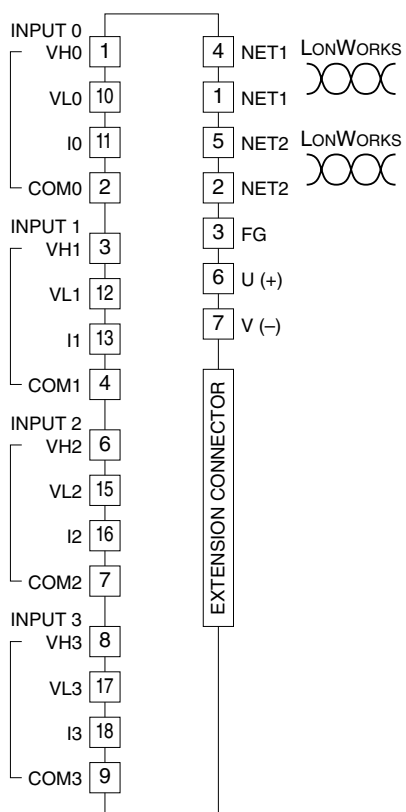 INPUT 0
VH0 1
VL0 10
I0 11
COM0 2
INPUT 1
VH1 3
VL1 12
I1 13
COM1 4
INPUT 2
VH2 6
VL2 15
I2 16
COM2 7
INPUT 3
VH3 8
VL3 17
I3 18
COM3 9
4 NET1 LONWORKS
1 NET1
5 NET2 LONWORKS
2 NET2
3 FG
6 U (+)
7 V (–)
EXTENSION CONNECTOR